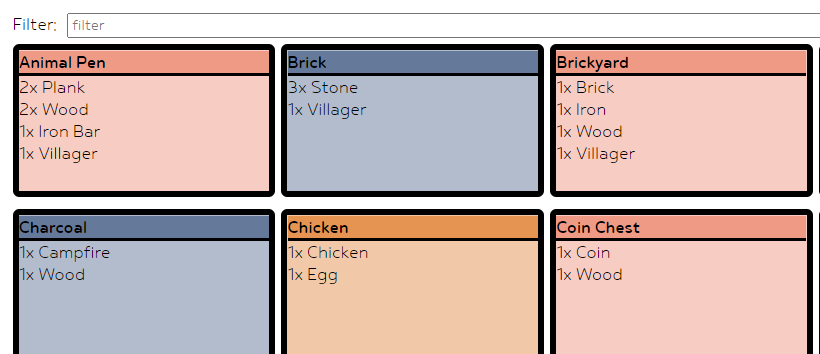 Filter: filter
Animal Pen
2x Plank
2x Wood
1x Iron Bar
1x Villager
Brick
3x Stone
1x Villager
Brickyard
1x Brick
1x Iron
1x Wood
1x Villager
Charcoal
1x Campfire
1x Wood
Chicken
1x Chicken
1x Egg
Coin Chest
1x Coin
1x Wood